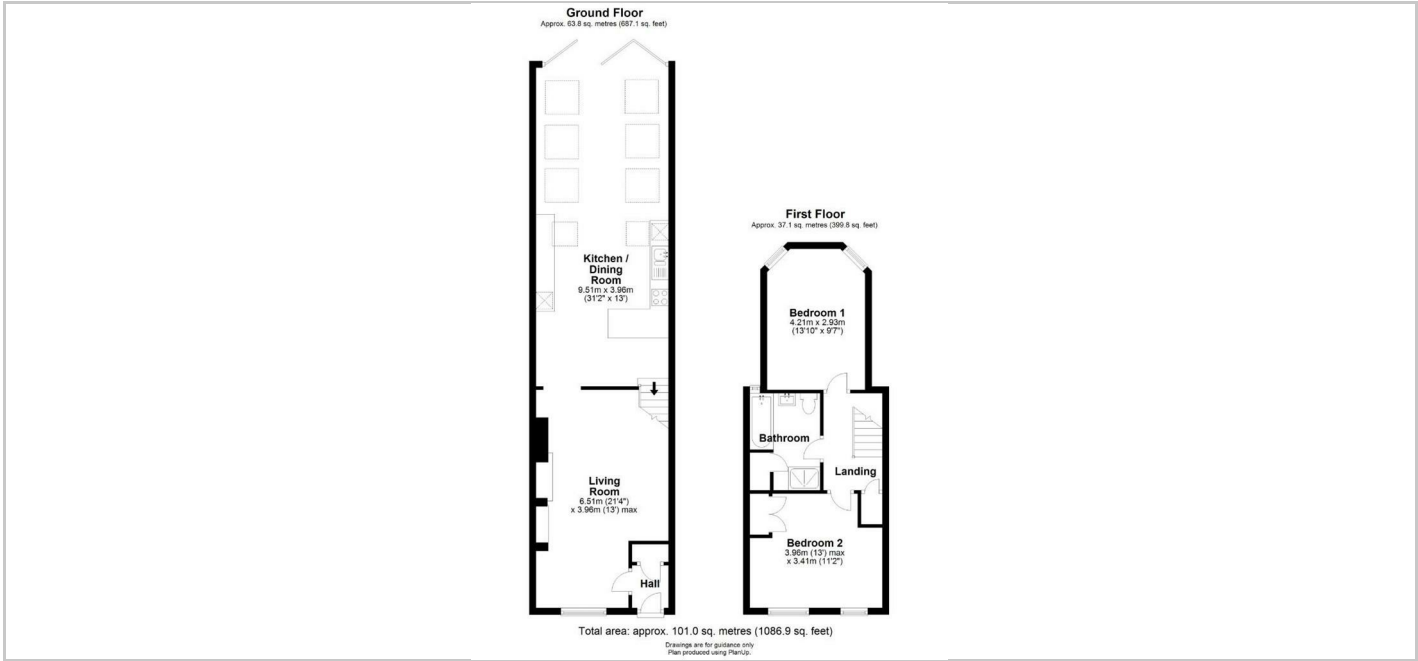 Ground Floor
Approx. 63.8 sq. metres (687.1 sq. feet)
Kitchen /
Dining
Room
9.51m x 3.96m
(31'2" x 13')
Living
Room
6.51m (21'4")
x 3.96m (13') max
Hall
First Floor
Approx. 37.1 sq. metres (399.8 sq. feet)
Bedroom 1
4.21m x 2.93m
(13'10" x 9'7")
Bathroom
Landing
Bedroom 2
3.96m (13') max
x 3.41m (11'2")
Total area: approx. 101.0 sq. metres (1086.9 sq. feet)
Drawings are for guidance only
Plan produced using PlanUp.